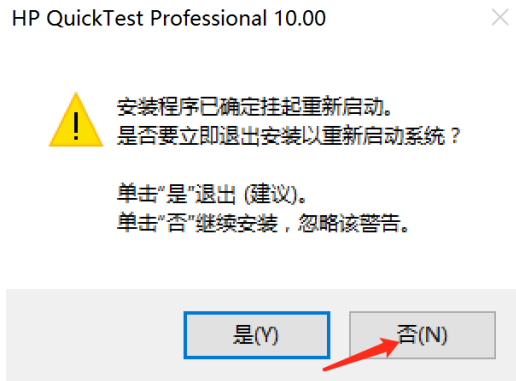 HP QuickTest Professional 10.00
安装程序已确定挂起重新启动。
是否要立即退出安装以重新启动系统？
单击“是”退出 (建议)。
单击“否”继续安装，忽略该警告。
是(Y)
否(N)